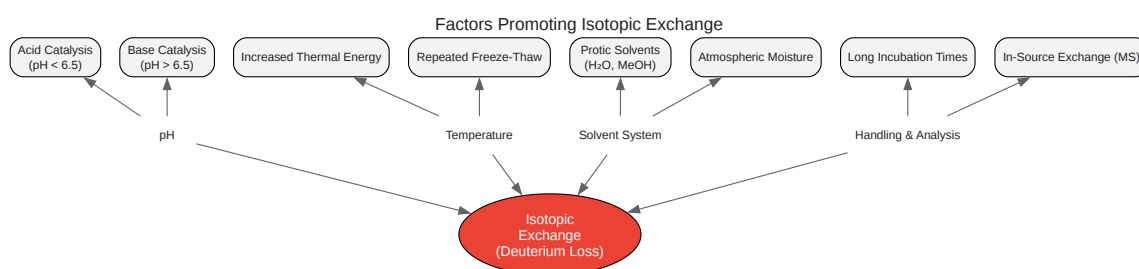 Factors Promoting Isotopic Exchange
Acid Catalysis
(pH < 6.5)
Base Catalysis
(pH > 6.5)
Increased Thermal Energy
Repeated Freeze-Thaw
Protic Solvents
(H₂O, MeOH)
Atmospheric Moisture
Long Incubation Times
In-Source Exchange (MS)
pH
Temperature
Solvent System
Handling & Analysis
Isotopic
Exchange
(Deuterium Loss)